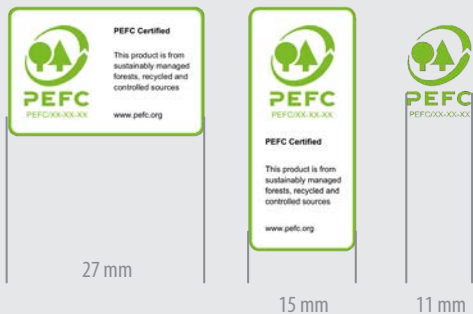 PEFC
PEFC/XX-XX-XX
PEFC Certified
This product is from
sustainably managed
forests, recycled and
controlled sources
www.pefc.org
27 mm
PEFC
PEFC/XX-XX-XX
PEFC Certified
This product is from
sustainably managed
forests, recycled and
controlled sources
www.pefc.org
15 mm
PEFC
PEFC/XX-XX-XX
11 mm